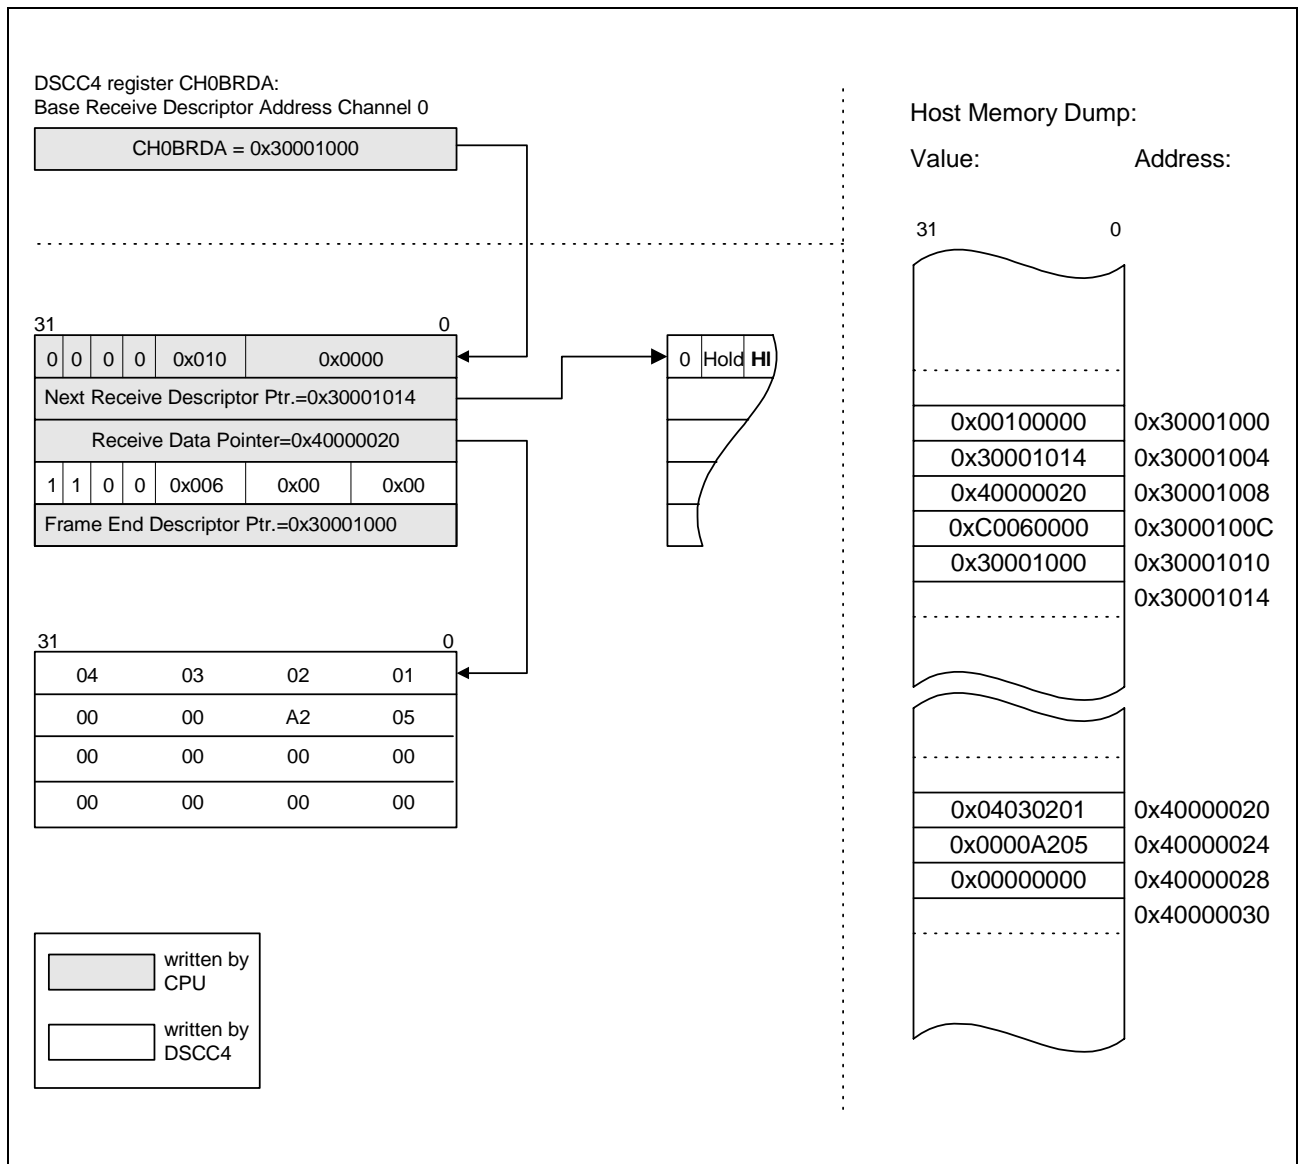 DSCC4 register CH0BRDA:
Base Receive Descriptor Address Channel 0
CH0BRDA = 0x30001000
31 0
0 0 0 0 0x010 0x0000
Next Receive Descriptor Ptr.=0x30001014
Receive Data Pointer=0x40000020
1 1 0 0 0x006 0x00 0x00
Frame End Descriptor Ptr.=0x30001000
0 Hold HI
31 0
04 03 02 01
00 00 A2 05
00 00 00 00
00 00 00 00
written by
CPU
written by
DSCC4
Host Memory Dump:
Value: Address:
31 0
0x00100000 0x30001000
0x30001014 0x30001004
0x40000020 0x30001008
0xC0060000 0x3000100C
0x30001000 0x30001010
0x30001014
0x04030201 0x40000020
0x0000A205 0x40000024
0x00000000 0x40000028
0x40000030